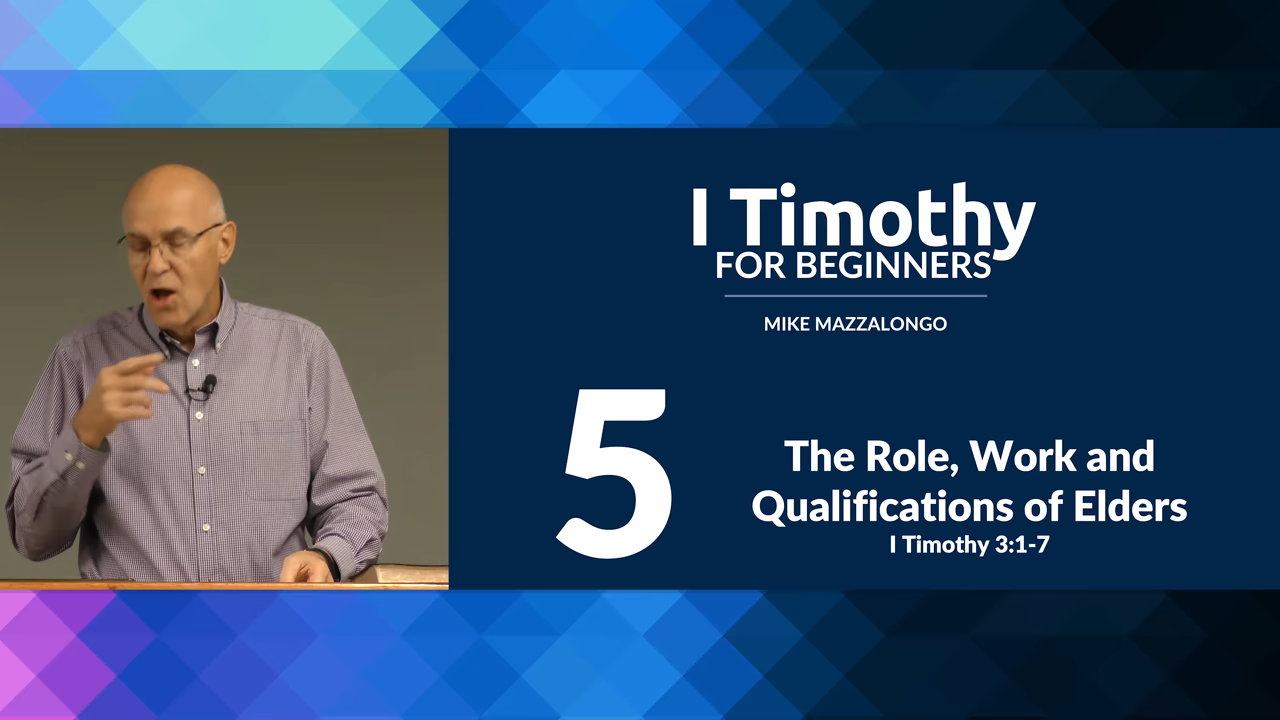 I Timothy
FOR BEGINNERS
MIKE MAZZALONGO
5
The Role, Work and
Qualifications of Elders
I Timothy 3:1-7